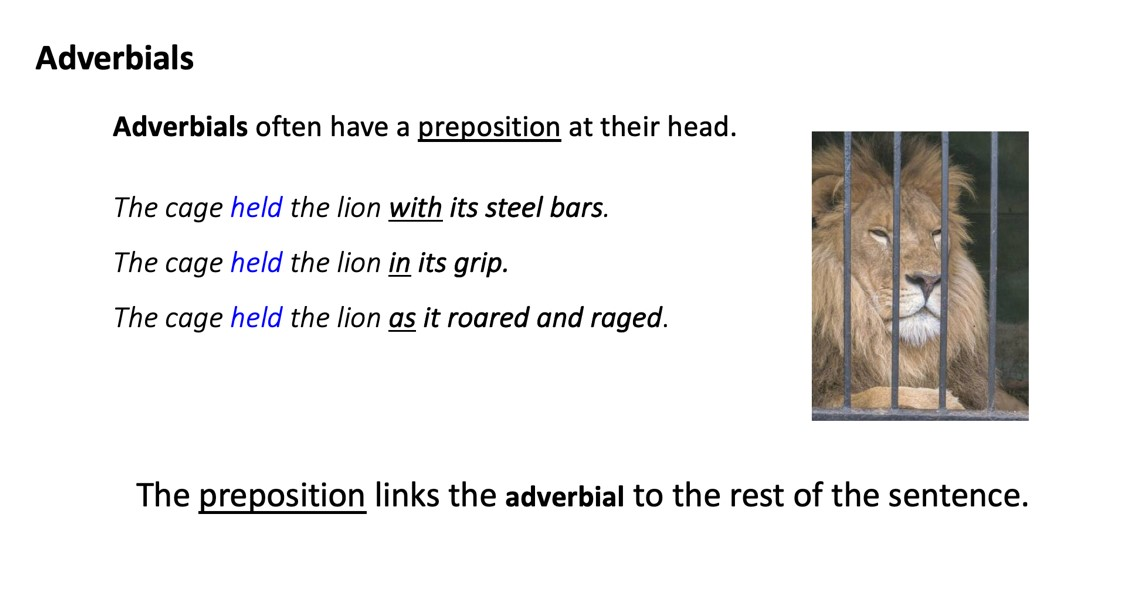 Adverbials
Adverbials often have a preposition at their head.
The cage held the lion with its steel bars.
The cage held the lion in its grip.
The cage held the lion as it roared and raged.
The preposition links the adverbial to the rest of the sentence.